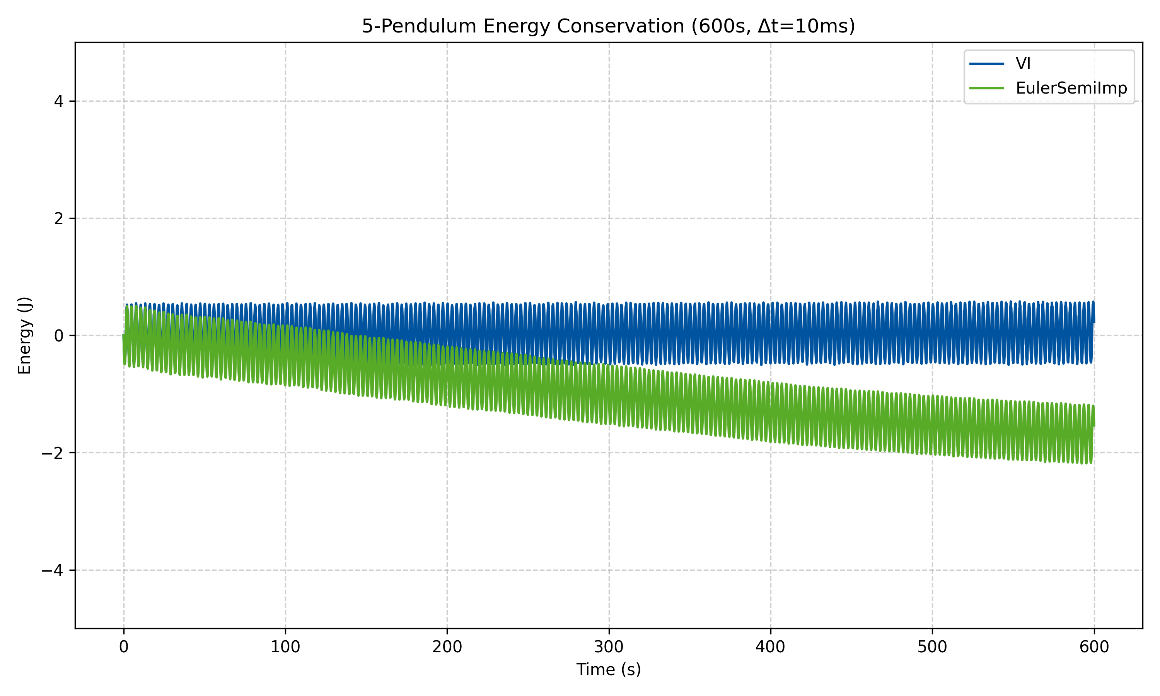 5-Pendulum Energy Conservation (600s, Δt=10ms)
VI
EulerSemiImp
Energy (J)
4
2
0
−2
−4
0 100 200 300 400 500 600
Time (s)